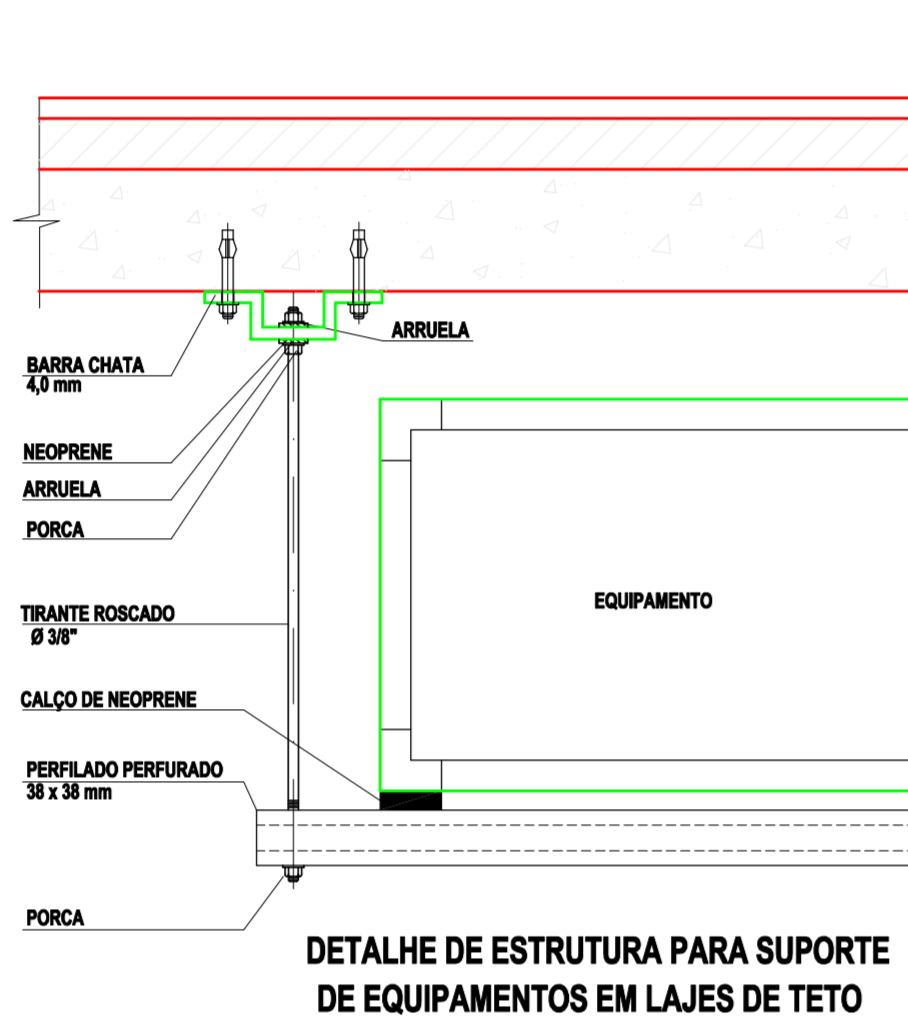 ARRUELA
BARRA CHATA
4,0 mm
NEOPRENE
ARRUELA
PORCA
EQUIPAMENTO
TIRANTE ROSCADO
Ø 3/8"
CALÇO DE NEOPRENE
PERFILADO PERFURADO
38 x 38 mm
PORCA
DETALHE DE ESTRUTURA PARA SUPORTE
DE EQUIPAMENTOS EM LAJES DE TETO